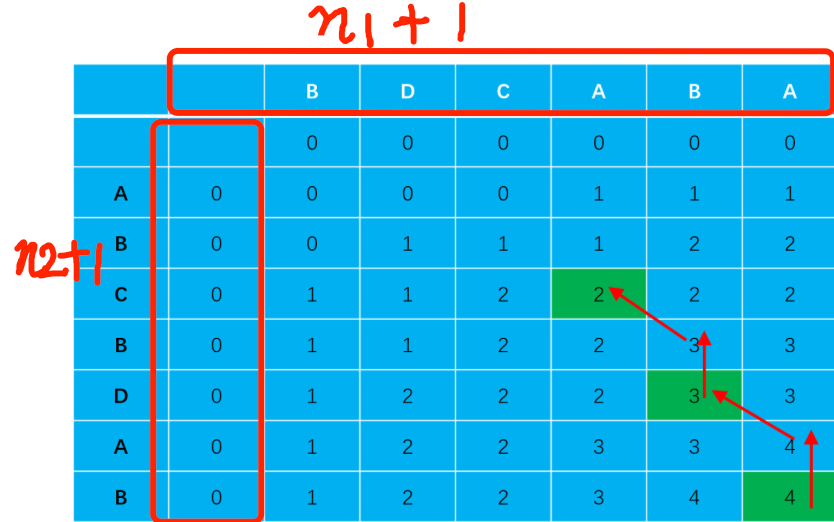 n1+1
B D C A B A
0 0 0 0 0 0
A 0 0 0 0 1 1 1
n2+1
B 0 0 1 1 1 2 2
C 0 1 1 2 2 2 2
B 0 1 1 2 2 3 3
D 0 1 2 2 2 3 3
A 0 1 2 2 3 3 4
B 0 1 2 2 3 4 4